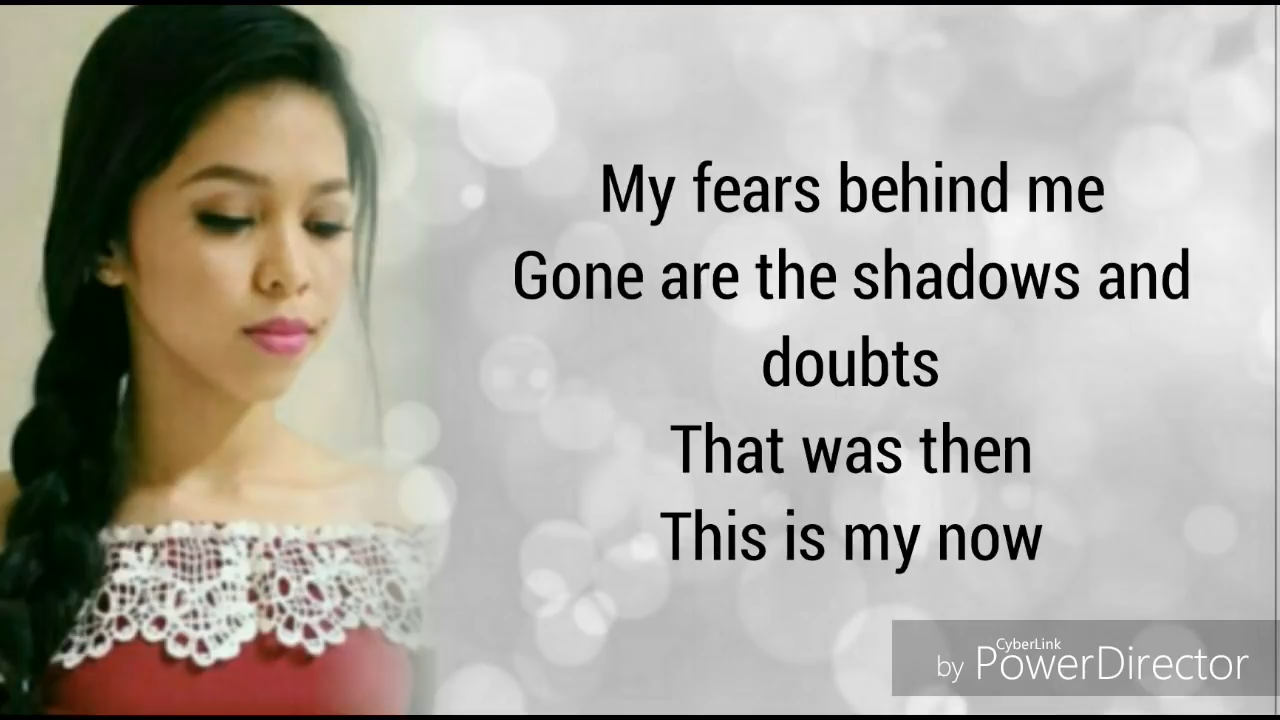 My fears behind me
Gone are the shadows and
doubts
That was then
This is my now
CyberLink
by PowerDirector